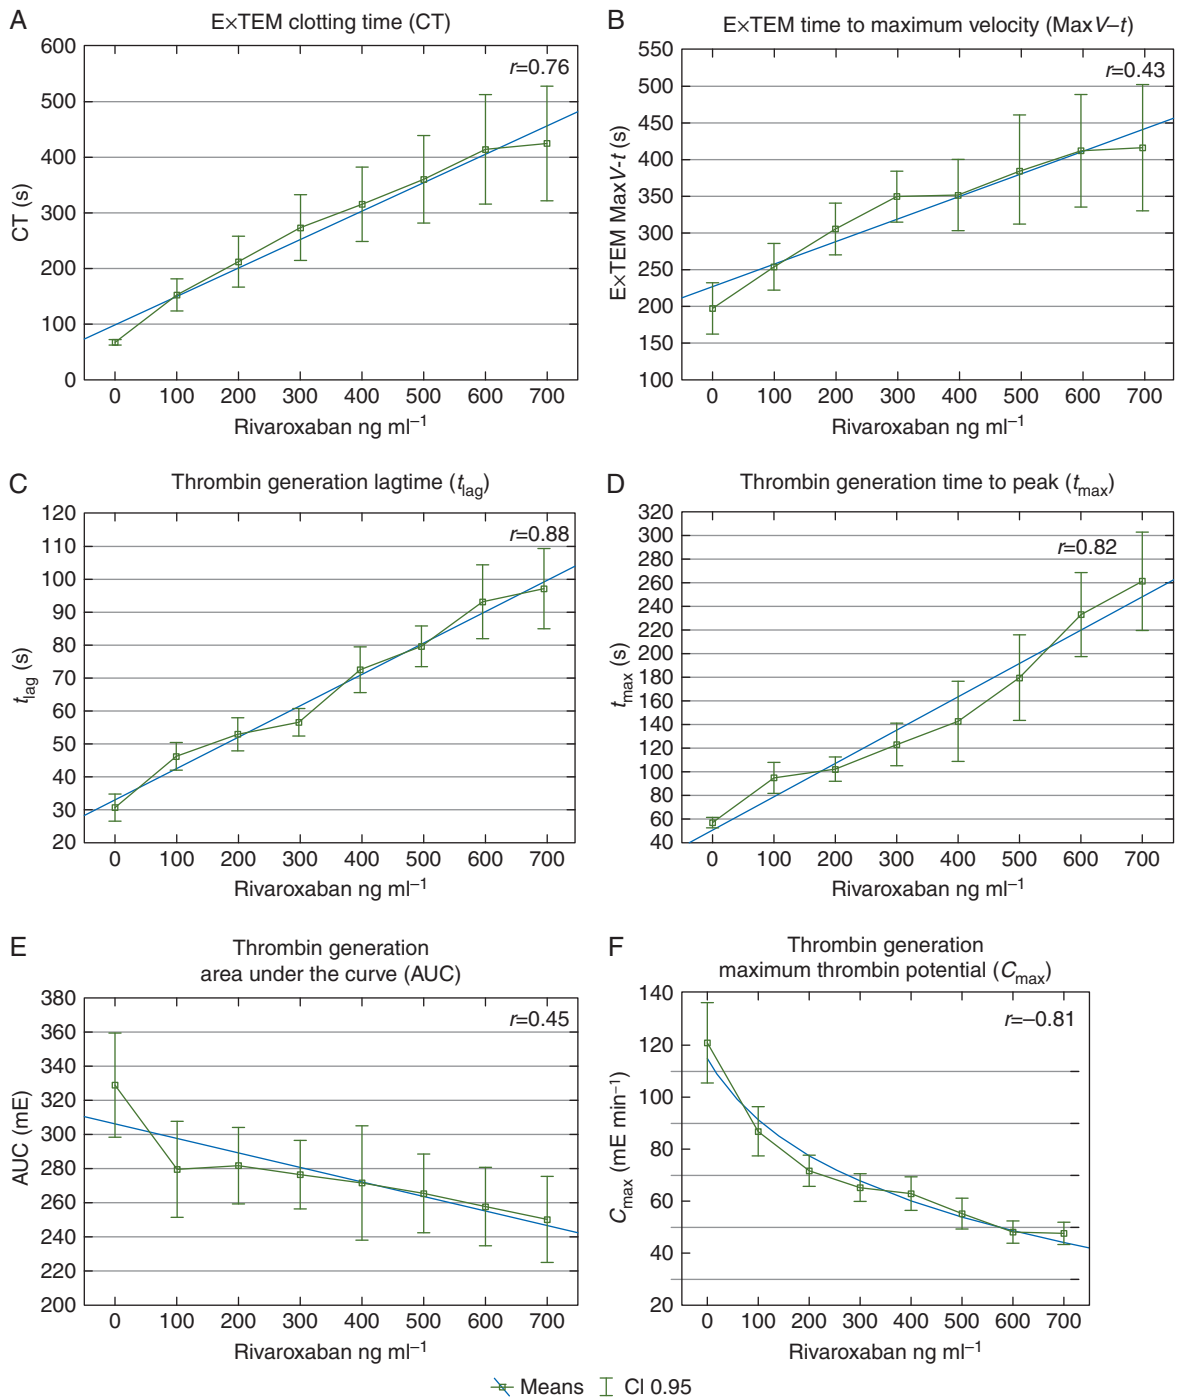 A
E×TEM clotting time (CT)
r=0.76
CT (s)
600
500
400
300
200
100
0
0 100 200 300 400 500 600 700
Rivaroxaban ng ml⁻¹
B
E×TEM time to maximum velocity (MaxV–t)
r=0.43
E×TEM MaxV-t (s)
550
500
450
400
350
300
250
200
150
100
0 100 200 300 400 500 600 700
Rivaroxaban ng ml⁻¹
C
Thrombin generation lagtime (tlag)
r=0.88
tlag (s)
120
110
100
90
80
70
60
50
40
30
20
0 100 200 300 400 500 600 700
Rivaroxaban ng ml⁻¹
D
Thrombin generation time to peak (tmax)
r=0.82
tmax (s)
320
300
280
260
240
220
200
180
160
140
120
100
80
60
40
0 100 200 300 400 500 600 700
Rivaroxaban ng ml⁻¹
E
Thrombin generation
area under the curve (AUC)
r=0.45
AUC (mE)
380
360
340
320
300
280
260
240
220
200
0 100 200 300 400 500 600 700
Rivaroxaban ng ml⁻¹
F
Thrombin generation
maximum thrombin potential (Cmax)
r=–0.81
Cmax (mE min⁻¹)
140
120
100
80
60
40
20
0 100 200 300 400 500 600 700
Rivaroxaban ng ml⁻¹
Means CI 0.95